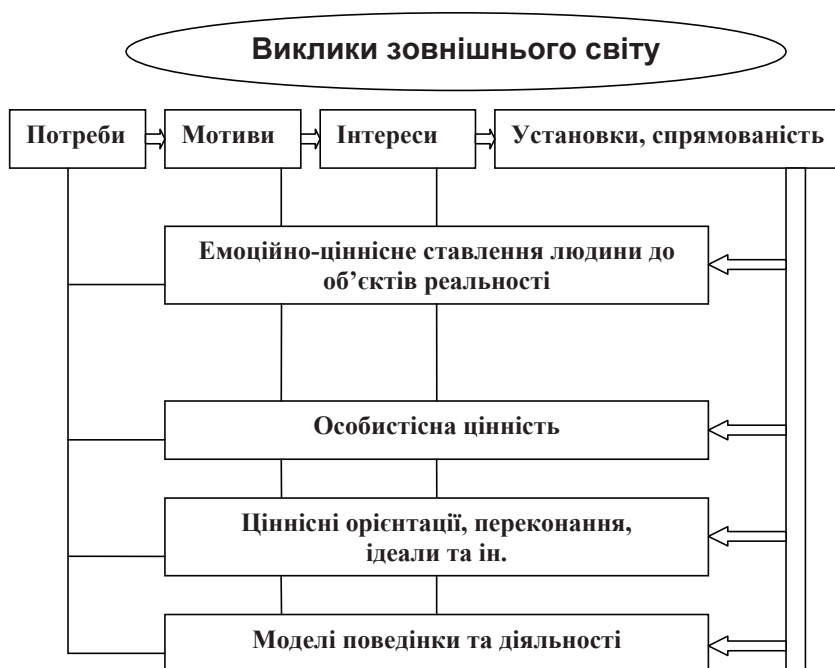 Виклики зовнішнього світу
Потреби
Мотиви
Інтереси
Установки, спрямованість
Емоційно-ціннісне ставлення людини до
об’єктів реальності
Особистісна цінність
Ціннісні орієнтації, переконання,
ідеали та ін.
Моделі поведінки та діяльності